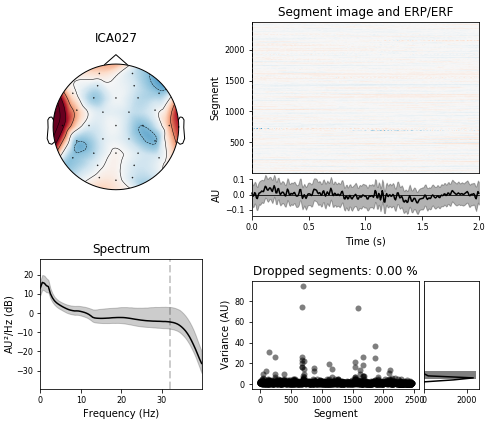 ICA027
Segment image and ERP/ERF
Segment
2000
1500
1000
500
AU
0.1
0.0
−0.1
0.0 0.5 1.0 1.5 2.0
Time (s)
Spectrum
AU²/Hz (dB)
20
10
0
−10
−20
−30
0 10 20 30
Frequency (Hz)
Dropped segments: 0.00 %
Variance (AU)
80
60
40
20
0
0 500 1000 1500 2000 2500
Segment
0 2000